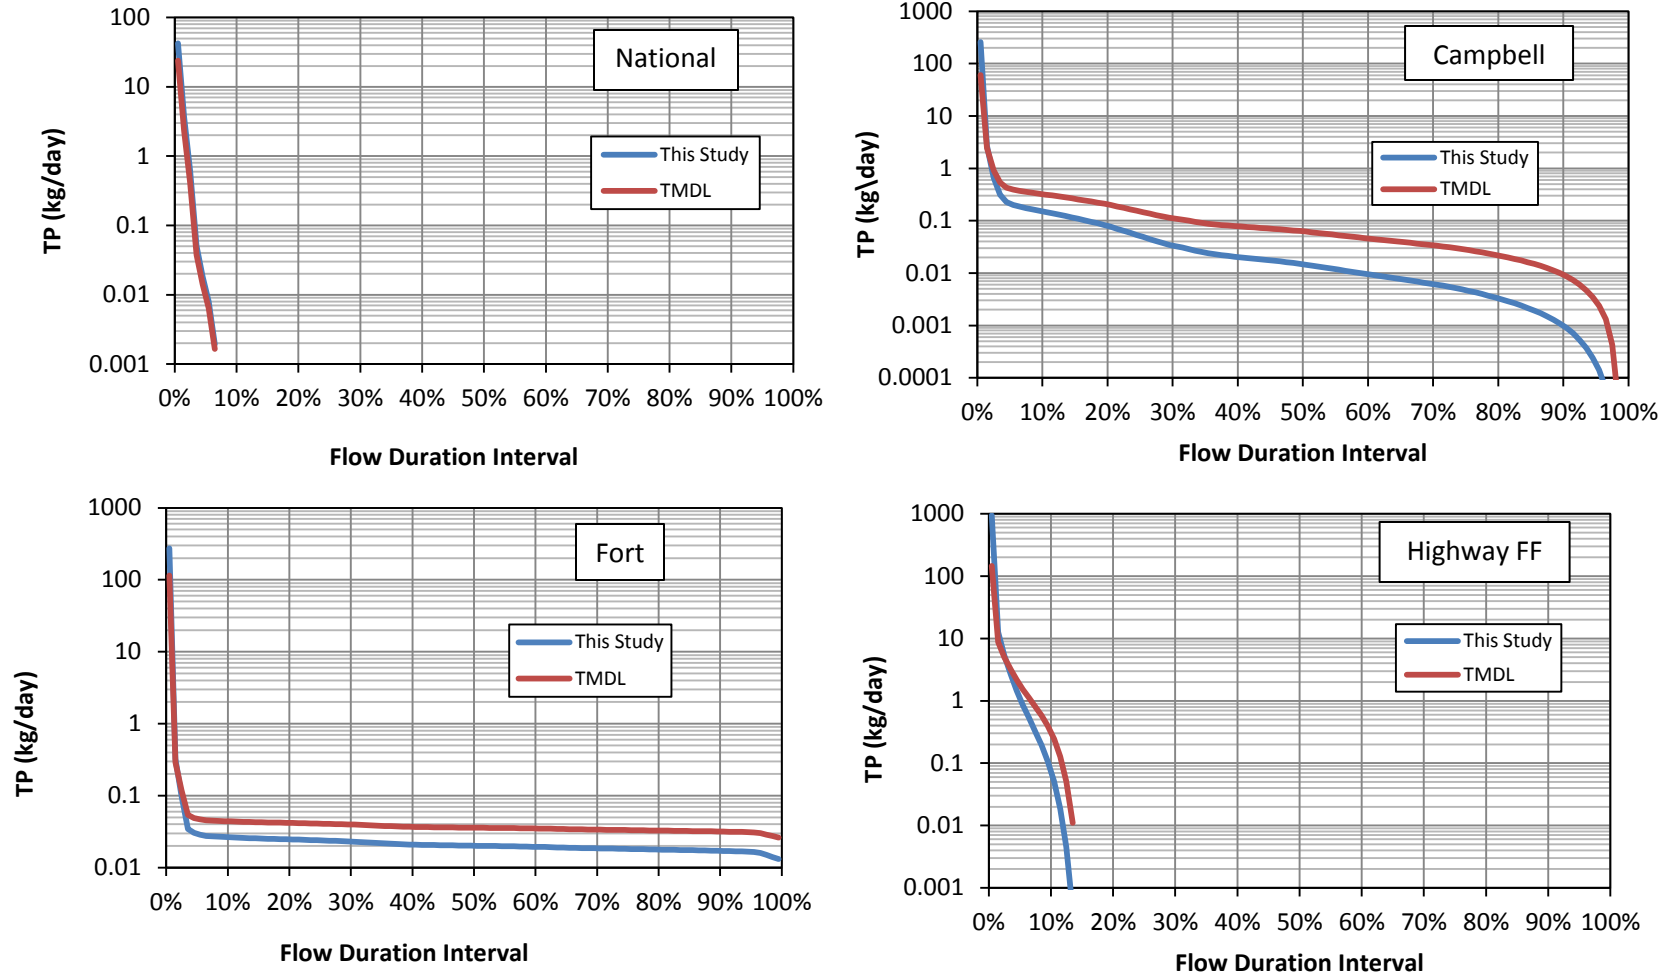 National
100
10
1
0.1
0.01
0.001
TP (kg/day)
This Study
TMDL
0% 10% 20% 30% 40% 50% 60% 70% 80% 90% 100%
Flow Duration Interval
Campbell
1000
100
10
1
0.1
0.01
0.001
0.0001
TP (kg\day)
This Study
TMDL
0% 10% 20% 30% 40% 50% 60% 70% 80% 90% 100%
Flow Duration Interval
Fort
1000
100
10
1
0.1
0.01
TP (kg/day)
This Study
TMDL
0% 10% 20% 30% 40% 50% 60% 70% 80% 90% 100%
Flow Duration Interval
Highway FF
1000
100
10
1
0.1
0.01
0.001
TP (kg/day)
This Study
TMDL
0% 10% 20% 30% 40% 50% 60% 70% 80% 90% 100%
Flow Duration Interval